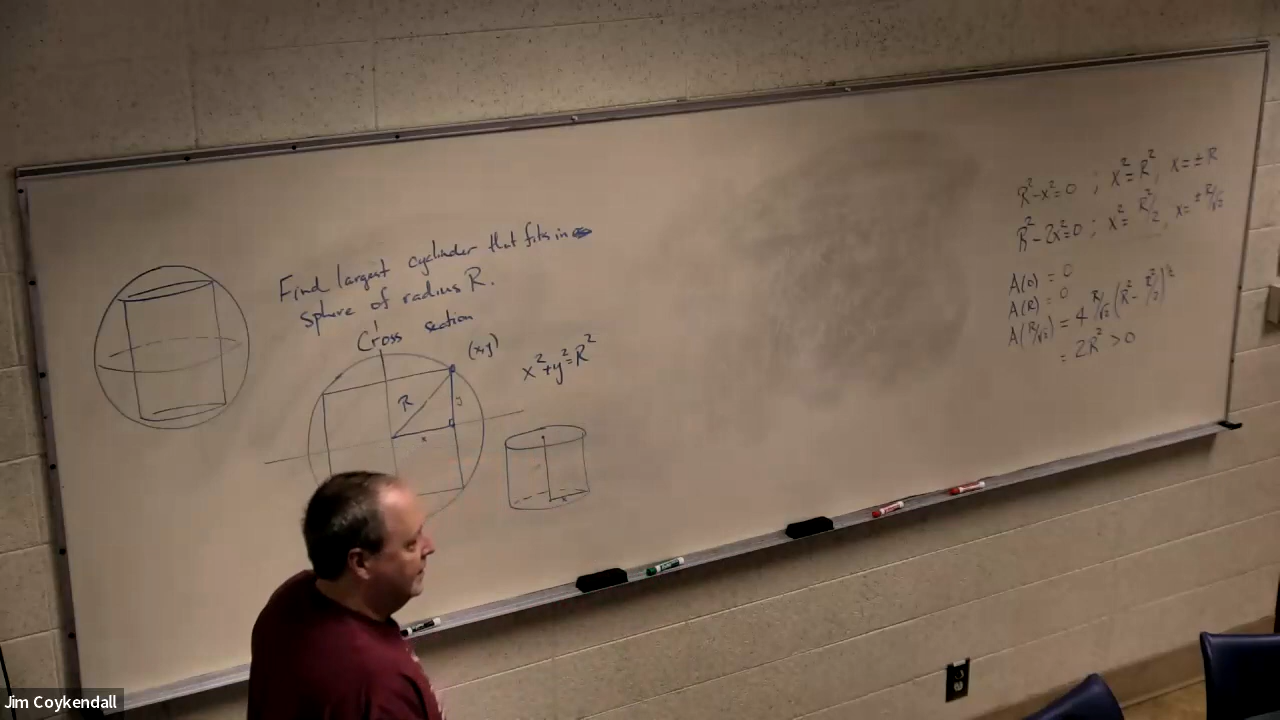 Find largest cylinder that fits in
sphere of radius R.
Cross section
(x,y)
R
y
x
x²+y²=R²
x
R²-x²=0 ; x²=R², x=±R
R²-2x²=0 ; x²=R²/2, x=±R/√2
A(0) = 0
A(R) = 0
A(R/√2) = 4 R/√2 (R²-R²/2)^½
= 2R² >0
Jim Coykendall